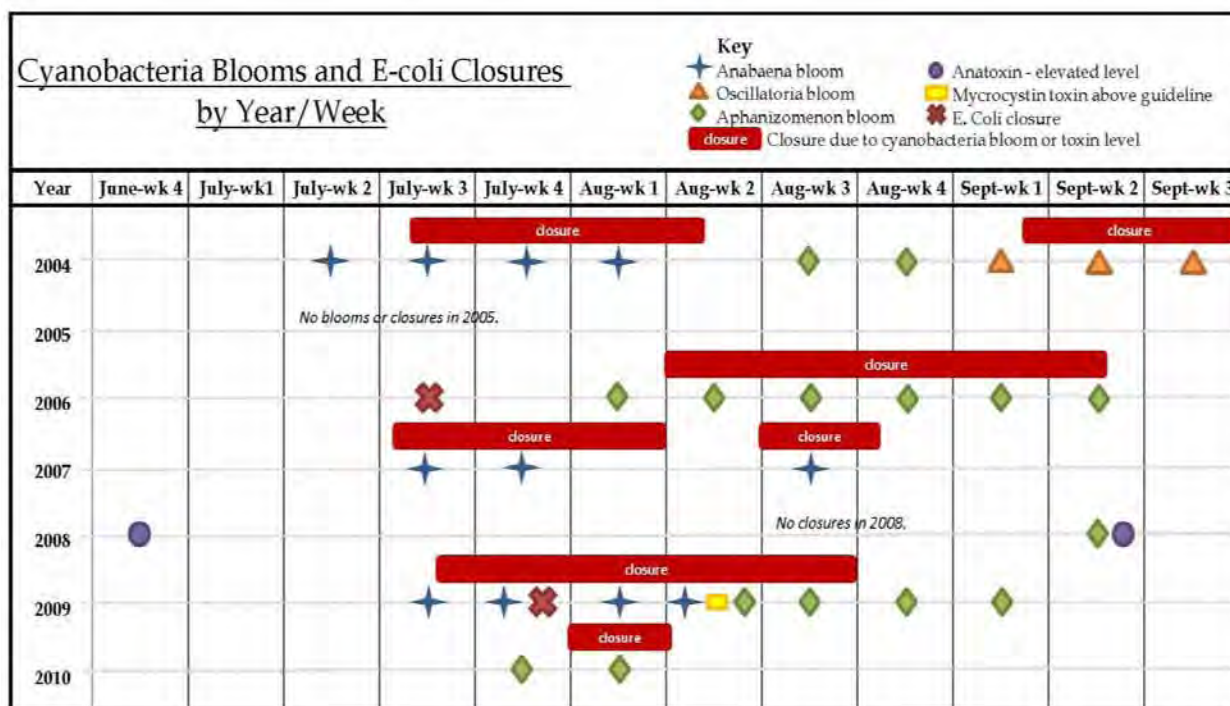 Cyanobacteria Blooms and E-coli Closures
by Year/Week
Key
Anabaena bloom
Anatoxin - elevated level
Oscillatoria bloom
Mycrocystin toxin above guideline
Aphanizomenon bloom
E. Coli closure
closure Closure due to cyanobacteria bloom or toxin level
Year June-wk 4 July-wk1 July-wk 2 July-wk 3 July-wk 4 Aug-wk 1 Aug-wk 2 Aug-wk 3 Aug-wk 4 Sept-wk 1 Sept-wk 2 Sept-wk 3
closure closure
2004
No blooms or closures in 2005.
2005
closure
2006
closure closure
2007
No closures in 2008.
2008
closure
2009
closure
2010